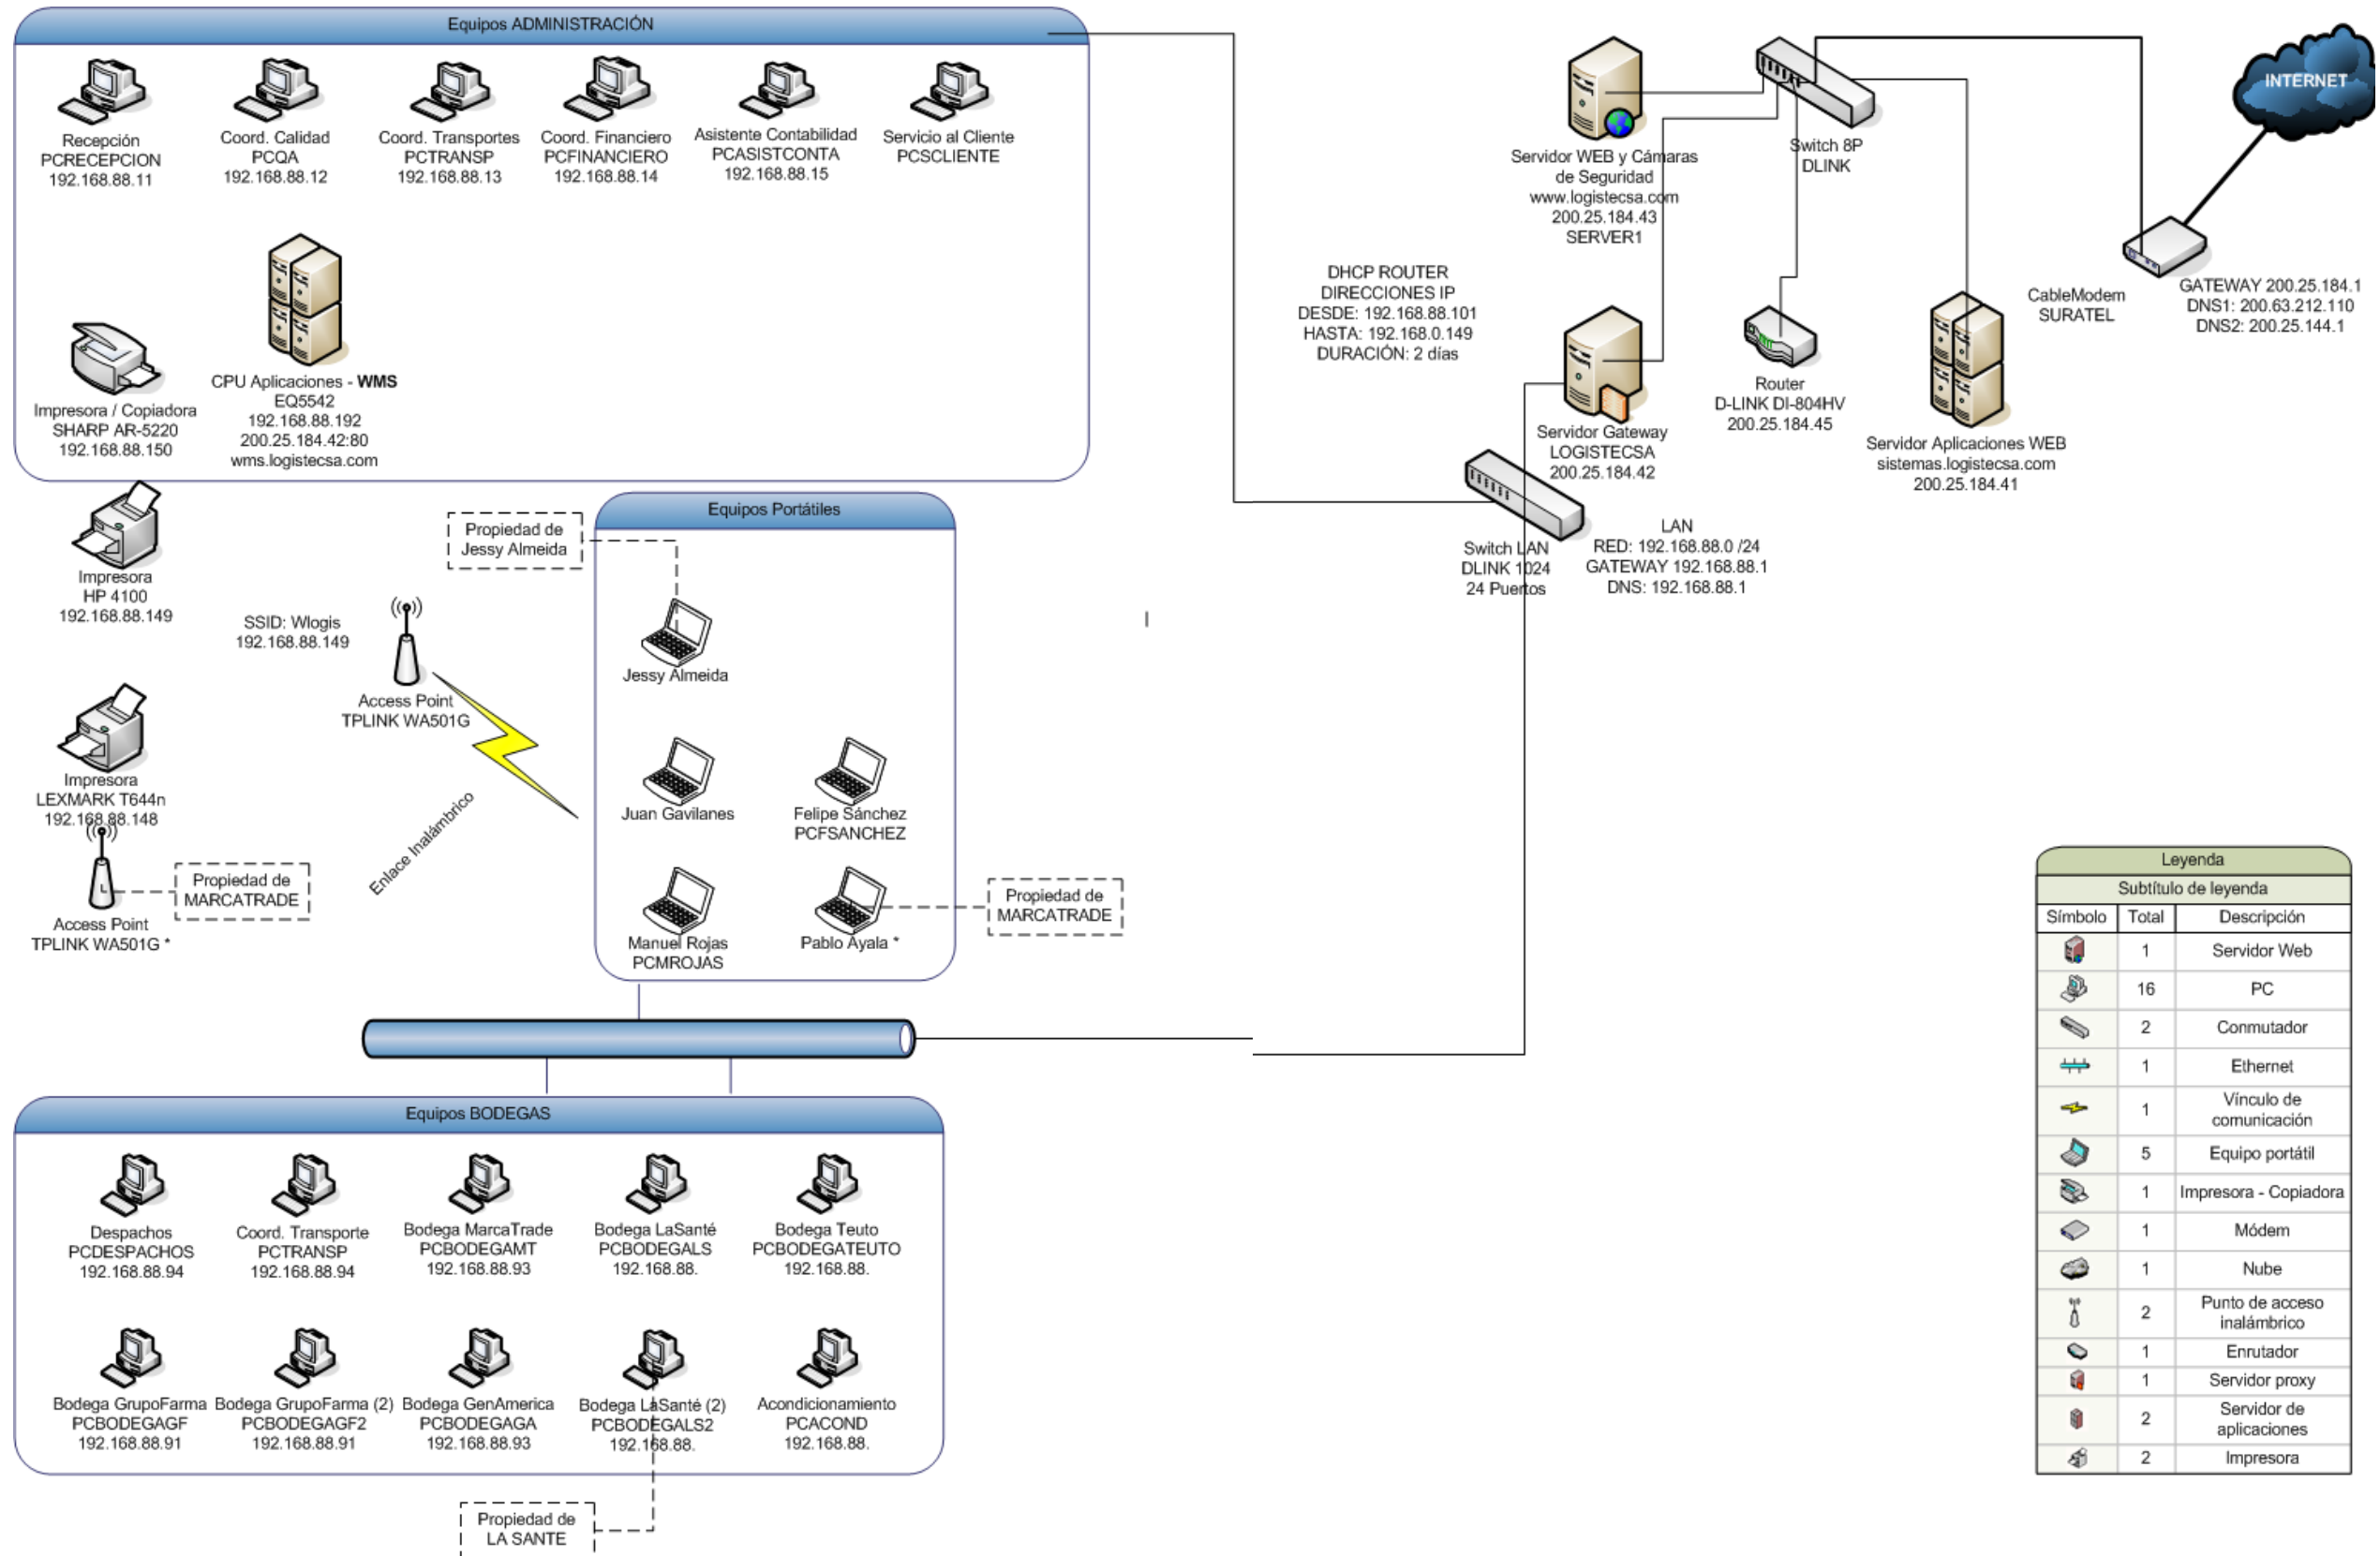 Equipos ADMINISTRACIÓN
Recepción
PCRECEPCION
192.168.88.11
Coord. Calidad
PCQA
192.168.88.12
Coord. Transportes
PCTRANSP
192.168.88.13
Coord. Financiero
PCFINANCIERO
192.168.88.14
Asistente Contabilidad
PCASISTCONTA
192.168.88.15
Servicio al Cliente
PCSCLIENTE
Impresora / Copiadora
SHARP AR-5220
192.168.88.150
CPU Aplicaciones - WMS
EQ5542
192.168.88.192
200.25.184.42:80
wms.logistecsa.com
Servidor WEB y Cámaras
de Seguridad
www.logistecsa.com
200.25.184.43
SERVER1
Switch 8P
DLINK
INTERNET
DHCP ROUTER
DIRECCIONES IP
DESDE: 192.168.88.101
HASTA: 192.168.0.149
DURACIÓN: 2 días
Servidor Gateway
LOGISTECSA
200.25.184.42
Router
D-LINK DI-804HV
200.25.184.45
Servidor Aplicaciones WEB
sistemas.logistecsa.com
200.25.184.41
CableModem
SURATEL
GATEWAY 200.25.184.1
DNS1: 200.63.212.110
DNS2: 200.25.144.1
Switch LAN
DLINK 1024
24 Puertos
LAN
RED: 192.168.88.0 /24
GATEWAY 192.168.88.1
DNS: 192.168.88.1
Impresora
HP 4100
192.168.88.149
SSID: Wlogis
192.168.88.149
Access Point
TPLINK WA501G
Impresora
LEXMARK T644n
192.168.88.148
Access Point
TPLINK WA501G *
Propiedad de
MARCATRADE
Enlace Inalámbrico
Equipos Portátiles
Propiedad de
Jessy Almeida
Jessy Almeida
Juan Gavilanes
Felipe Sánchez
PCFSANCHEZ
Manuel Rojas
PCMROJAS
Pablo Ayala *
Propiedad de
MARCATRADE
Equipos BODEGAS
Despachos
PCDESPACHOS
192.168.88.94
Coord. Transporte
PCTRANSP
192.168.88.94
Bodega MarcaTrade
PCBODEGAMT
192.168.88.93
Bodega LaSanté
PCBODEGALS
192.168.88.
Bodega Teuto
PCBODEGATEUTO
192.168.88.
Bodega GrupoFarma
PCBODEGAGF
192.168.88.91
Bodega GrupoFarma (2)
PCBODEGAGF2
192.168.88.91
Bodega GenAmerica
PCBODEGAGA
192.168.88.93
Bodega LaSanté (2)
PCBODEGALS2
192.168.88.
Acondicionamiento
PCACOND
192.168.88.
Propiedad de
LA SANTE
Leyenda
Subtítulo de leyenda
Símbolo Total Descripción
1 Servidor Web
16 PC
2 Conmutador
1 Ethernet
1 Vínculo de
comunicación
5 Equipo portátil
1 Impresora - Copiadora
1 Módem
1 Nube
2 Punto de acceso
inalámbrico
1 Enrutador
1 Servidor proxy
2 Servidor de
aplicaciones
2 Impresora